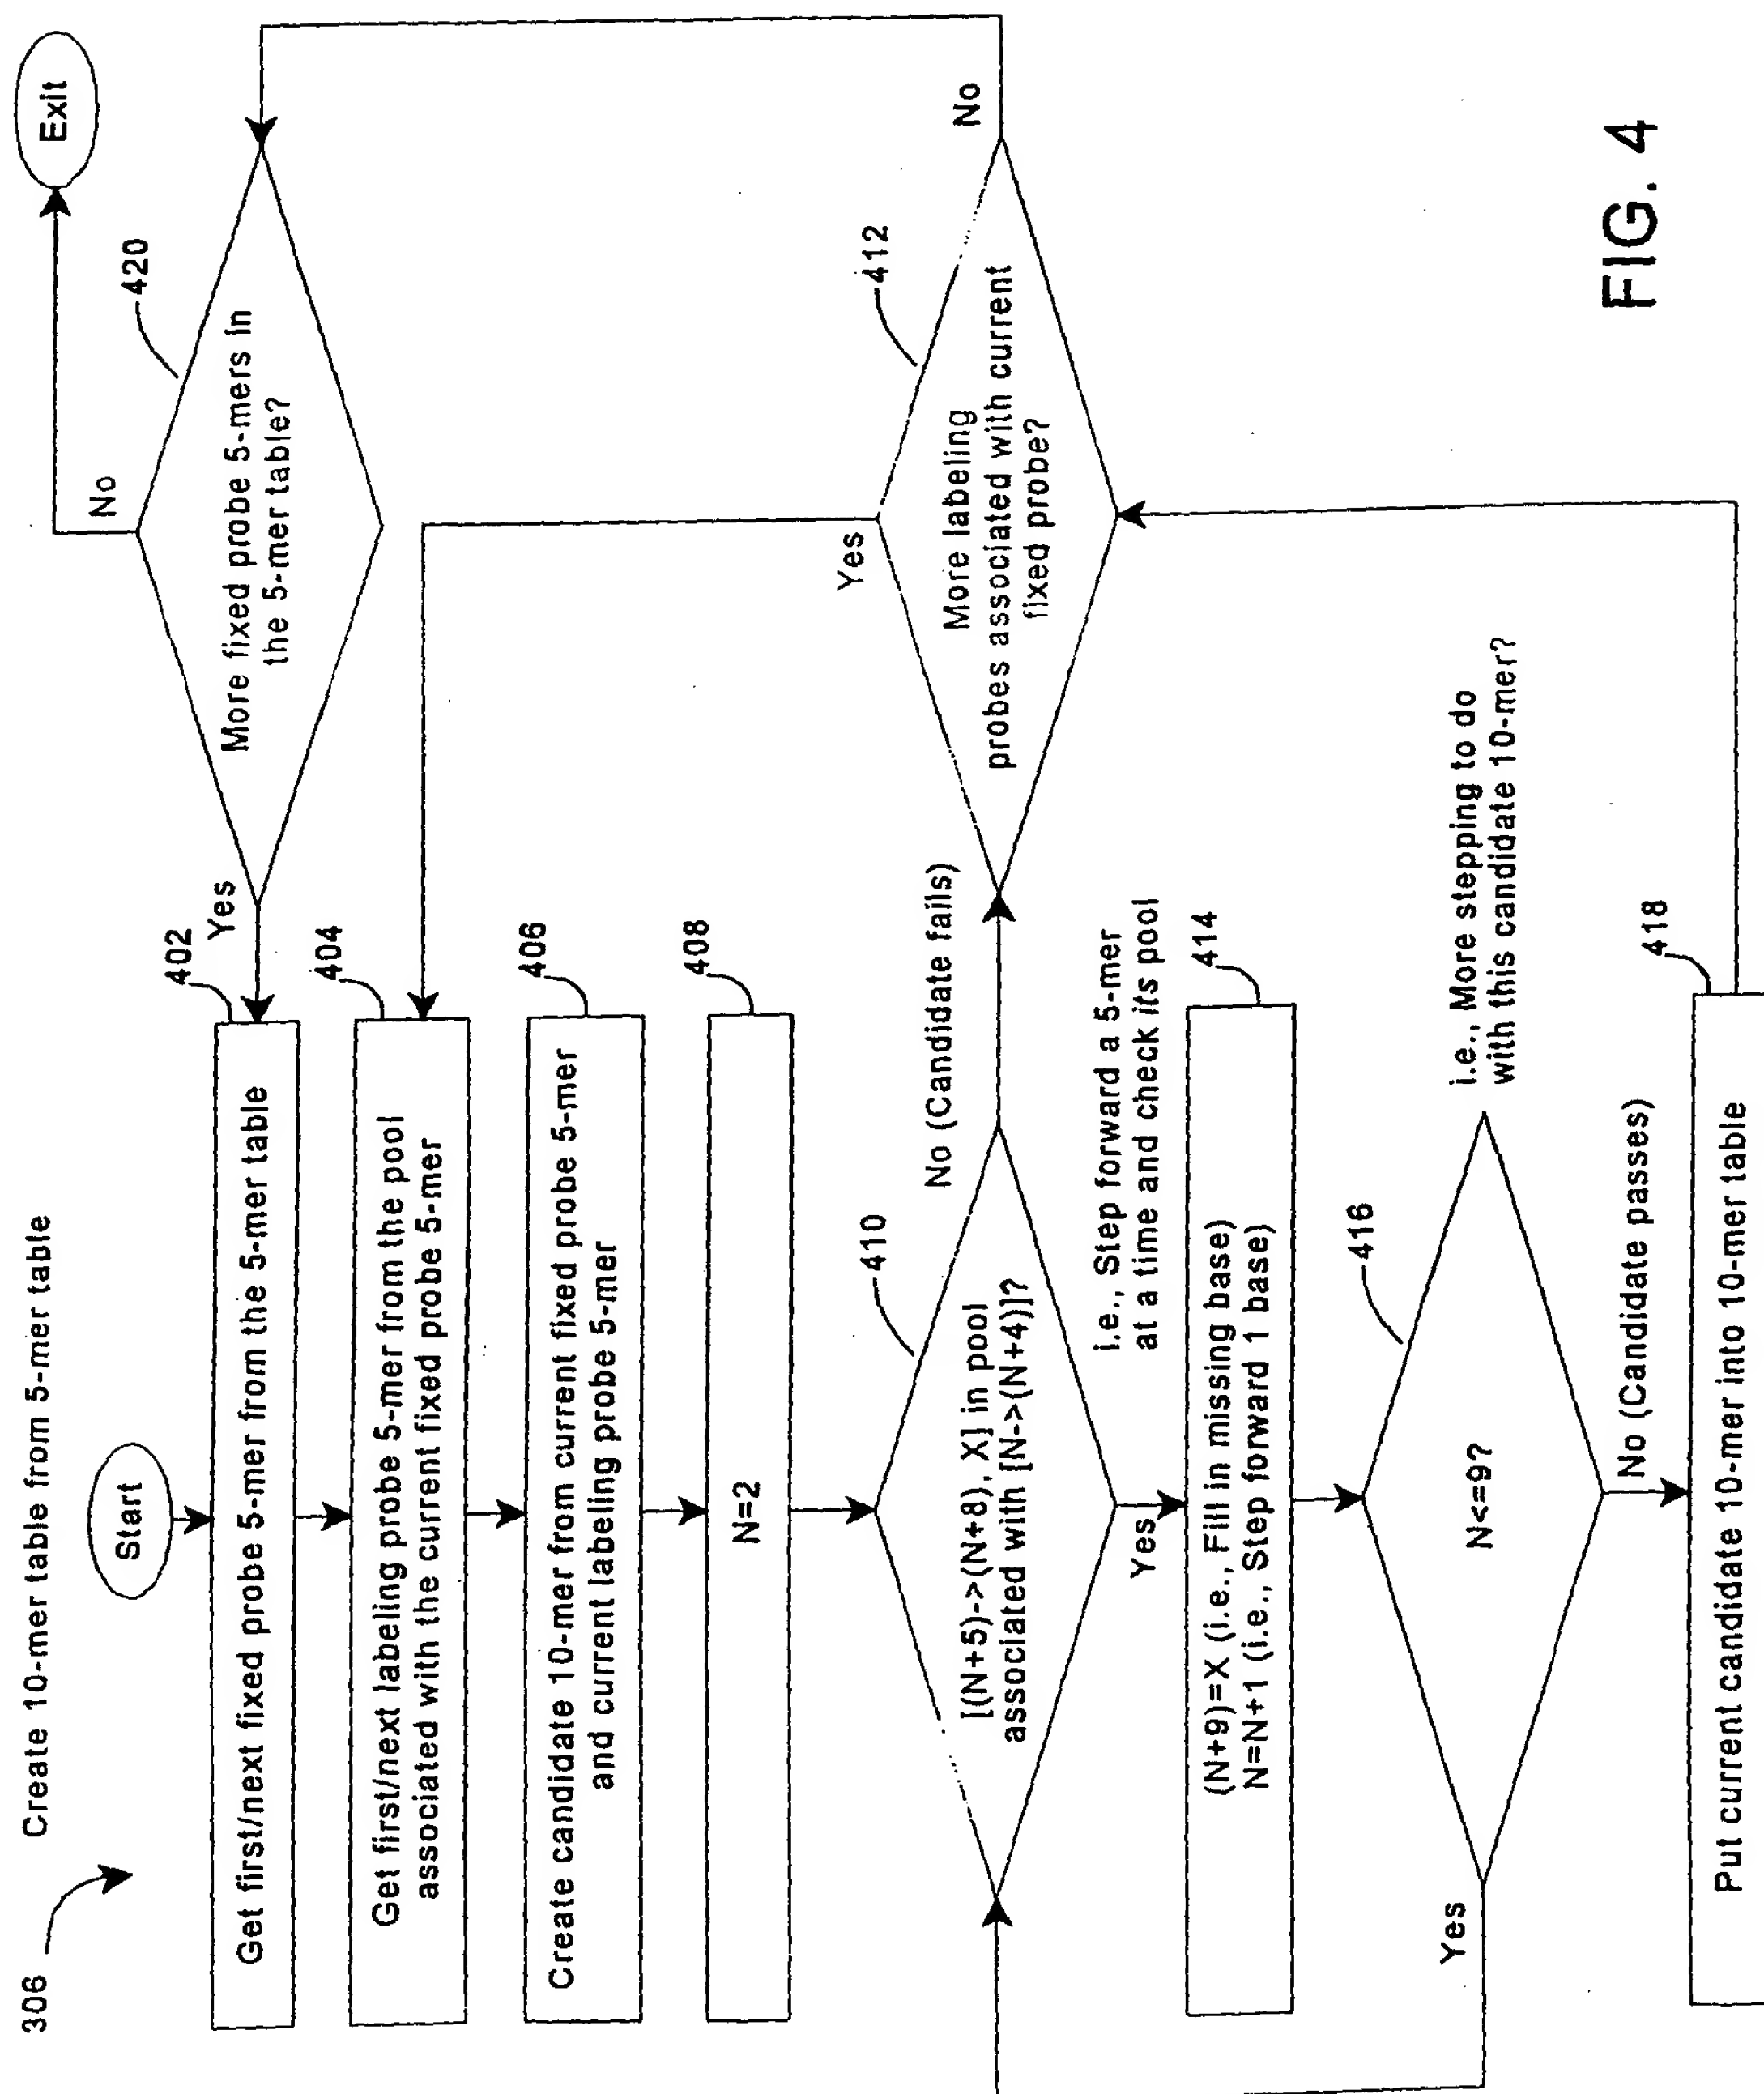 306
Create 10-mer table from 5-mer table
Start
402
Get first/next fixed probe 5-mer from the 5-mer table
404
Get first/next labeling probe 5-mer from the pool
associated with the current fixed probe 5-mer
406
Create candidate 10-mer from current fixed probe 5-mer
and current labeling probe 5-mer
408
N=2
410
[(N+5)->(N+8), X] in pool
associated with [N->(N+4)]?
No (Candidate fails)
Yes
i.e., Step forward a 5-mer
at a time and check its pool
414
(N+9)=X (i.e., Fill in missing base)
N=N+1 (i.e., Step forward 1 base)
416
N<=9?
i.e., More stepping to do
with this candidate 10-mer?
Yes
No (Candidate passes)
418
Put current candidate 10-mer into 10-mer table
412
More labeling
probes associated with current
fixed probe?
Yes
No
420
More fixed probe 5-mers in
the 5-mer table?
Yes
No
Exit
FIG. 4